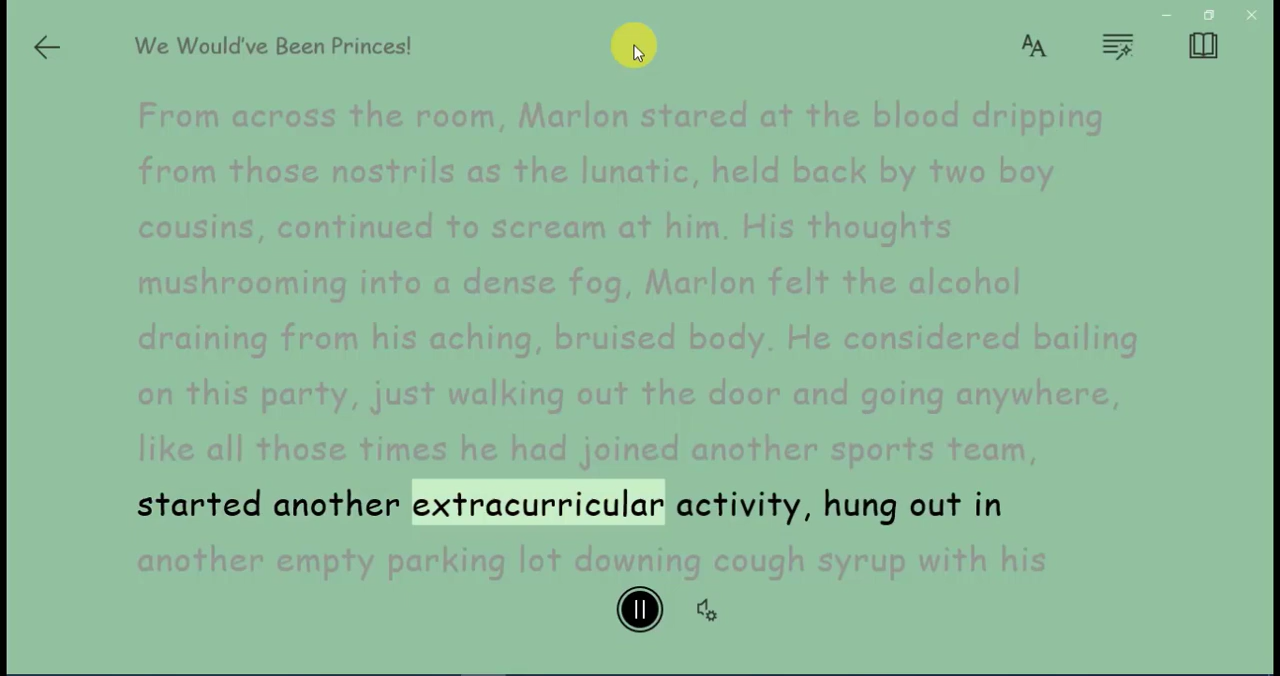 We Would've Been Princes!
AA
From across the room, Marlon stared at the blood dripping
from those nostrils as the lunatic, held back by two boy
cousins, continued to scream at him. His thoughts
mushrooming into a dense fog, Marlon felt the alcohol
draining from his aching, bruised body. He considered bailing
on this party, just walking out the door and going anywhere,
like all those times he had joined another sports team,
started another extracurricular activity, hung out in
another empty parking lot downing cough syrup with his